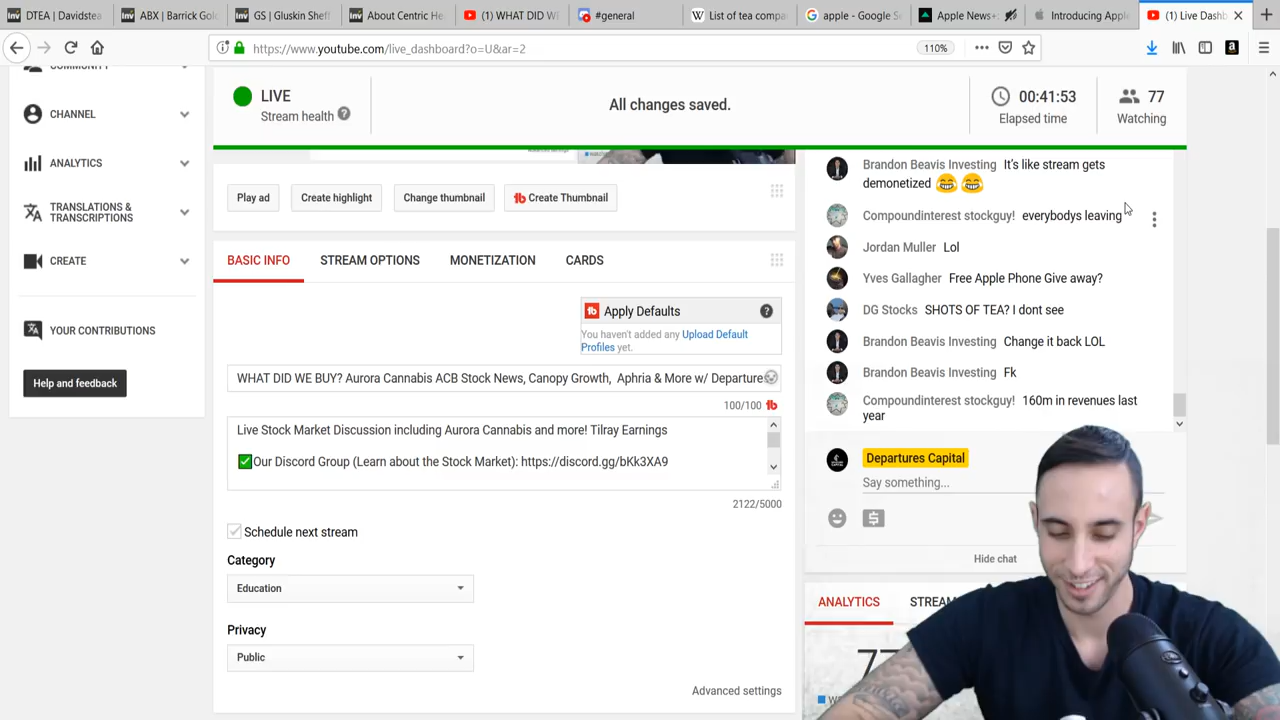 DTEA | Davidstea
ABX | Barrick Gol
GS | Gluskin Sheff
About Centric He
(1) WHAT DID WE
#general
List of tea compa
apple - Google Se
Apple News+
Introducing Apple
(1) Live Dashb
https://www.youtube.com/live_dashboard?o=U&ar=2
110%
COMMUNITY
CHANNEL
ANALYTICS
TRANSLATIONS &
TRANSCRIPTIONS
CREATE
YOUR CONTRIBUTIONS
Help and feedback
LIVE
Stream health
All changes saved.
00:41:53
Elapsed time
77
Watching
Play ad
Create highlight
Change thumbnail
Create Thumbnail
BASIC INFO
STREAM OPTIONS
MONETIZATION
CARDS
Apply Defaults
You haven't added any Upload Default
Profiles yet.
WHAT DID WE BUY? Aurora Cannabis ACB Stock News, Canopy Growth, Aphria & More w/ Departure
100/100
Live Stock Market Discussion including Aurora Cannabis and more! Tilray Earnings
✅Our Discord Group (Learn about the Stock Market): https://discord.gg/bKk3XA9
2122/5000
Schedule next stream
Category
Education
Privacy
Public
Advanced settings
Brandon Beavis Investing It's like stream gets
demonetized 😂 😂
Compoundinterest stockguy! everybodys leaving
Jordan Muller Lol
Yves Gallagher Free Apple Phone Give away?
DG Stocks SHOTS OF TEA? I dont see
Brandon Beavis Investing Change it back LOL
Brandon Beavis Investing Fk
Compoundinterest stockguy! 160m in revenues last
year
Departures Capital
Say something...
Hide chat
ANALYTICS
STREAM
77